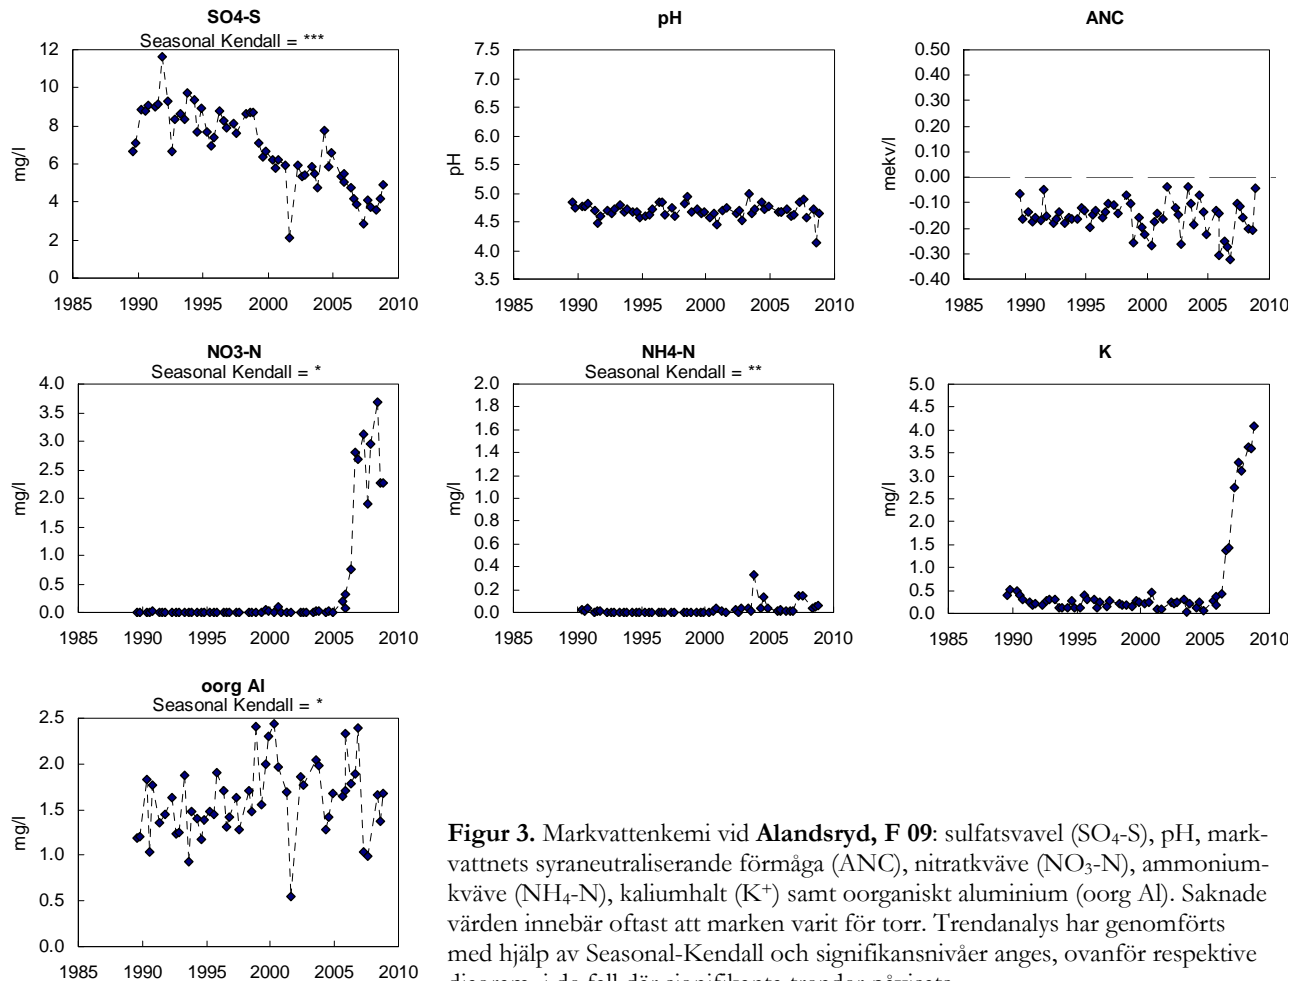 SO4-S
Seasonal Kendall = ***
12
10
8
6
4
2
0
mg/l
1985 1990 1995 2000 2005 2010
pH
7.5
7.0
6.5
6.0
5.5
5.0
4.5
4.0
3.5
pH
1985 1990 1995 2000 2005 2010
ANC
0.50
0.40
0.30
0.20
0.10
0.00
-0.10
-0.20
-0.30
-0.40
mekv/l
1985 1990 1995 2000 2005 2010
NO3-N
Seasonal Kendall = *
4.0
3.5
3.0
2.5
2.0
1.5
1.0
0.5
0.0
mg/l
1985 1990 1995 2000 2005 2010
NH4-N
Seasonal Kendall = **
2.0
1.8
1.6
1.4
1.2
1.0
0.8
0.6
0.4
0.2
0.0
mg/l
1985 1990 1995 2000 2005 2010
K
5.0
4.5
4.0
3.5
3.0
2.5
2.0
1.5
1.0
0.5
0.0
mg/l
1985 1990 1995 2000 2005 2010
oorg Al
Seasonal Kendall = *
2.5
2.0
1.5
1.0
0.5
0.0
mg/l
1985 1990 1995 2000 2005 2010
Figur 3. Markvattenkemi vid Alandsryd, F 09: sulfatsvavel (SO₄-S), pH, mark-
vattnets syraneutraliserande förmåga (ANC), nitratkväve (NO₃-N), ammonium-
kväve (NH₄-N), kaliumhalt (K⁺) samt oorganiskt aluminium (oorg Al). Saknade
värden innebär oftast att marken varit för torr. Trendanalys har genomförts
med hjälp av Seasonal-Kendall och signifikansnivåer anges, ovanför respektive